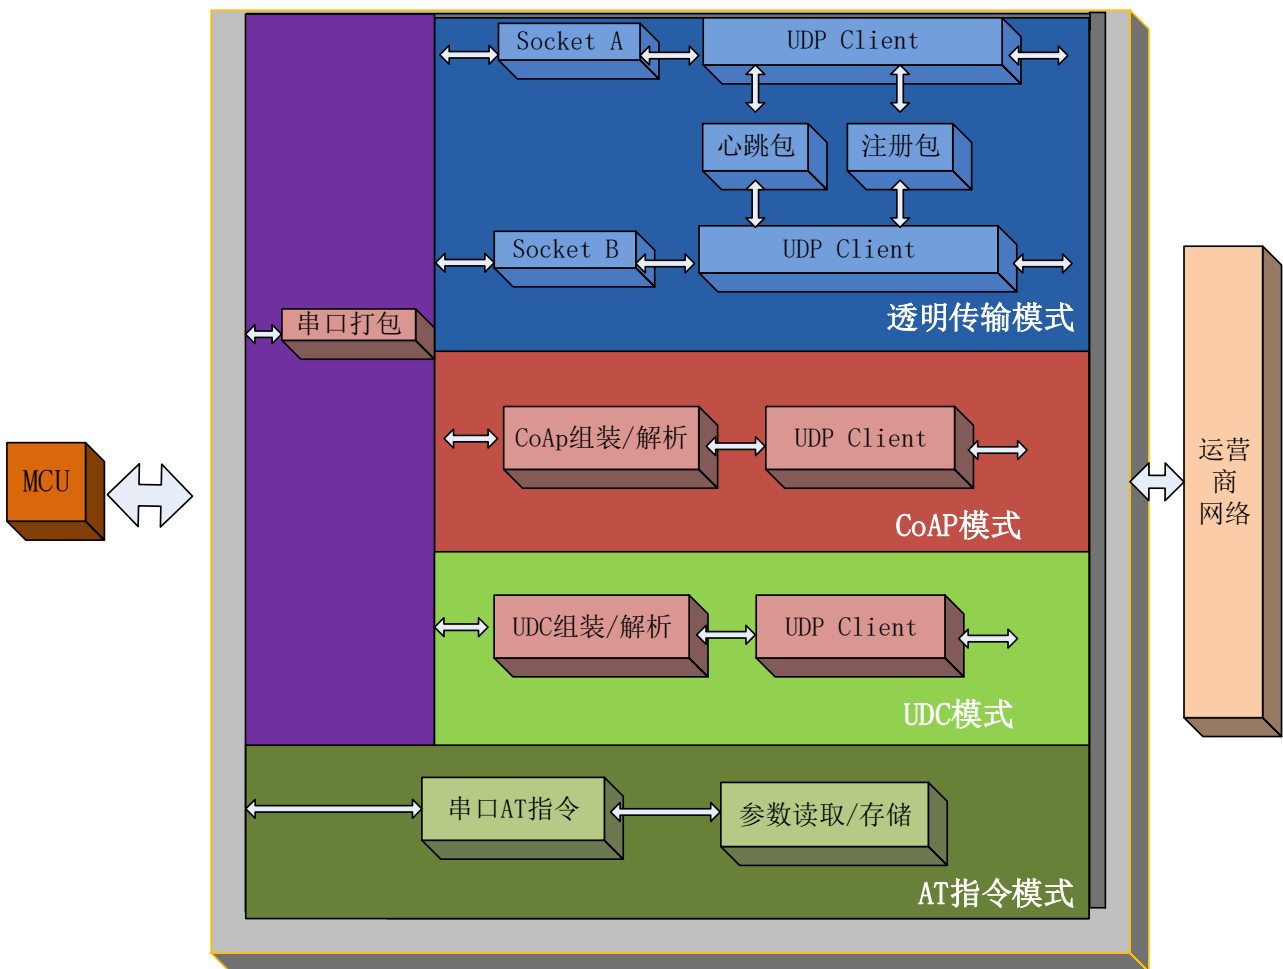 Socket A
UDP Client
心跳包
注册包
Socket B
UDP Client
透明传输模式
串口打包
CoAp组装/解析
UDP Client
CoAP模式
MCU
运营
商
网络
UDC组装/解析
UDP Client
UDC模式
串口AT指令
参数读取/存储
AT指令模式